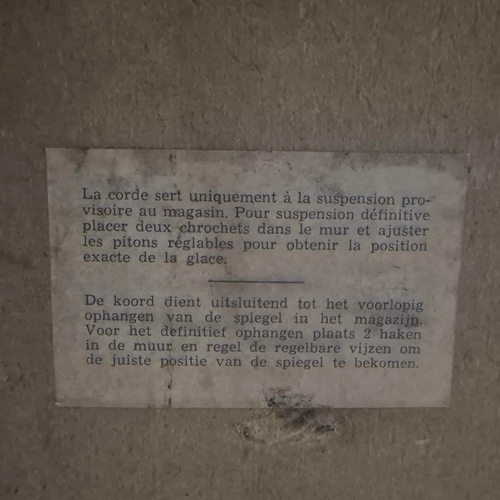 La corde sert uniquement à la suspension pro-
visoire au magasin. Pour suspension définitive
placer deux chrochets dans le mur et ajuster
les pitons réglables pour obtenir la position
exacte de la glace.
De koord dient uitsluitend tot het voorlopig
ophangen van de spiegel in het magazijn.
Voor het definitief ophangen plaats 2 haken
in de muur en regel de regelbare vijzen om
de juiste positie van de spiegel te bekomen.